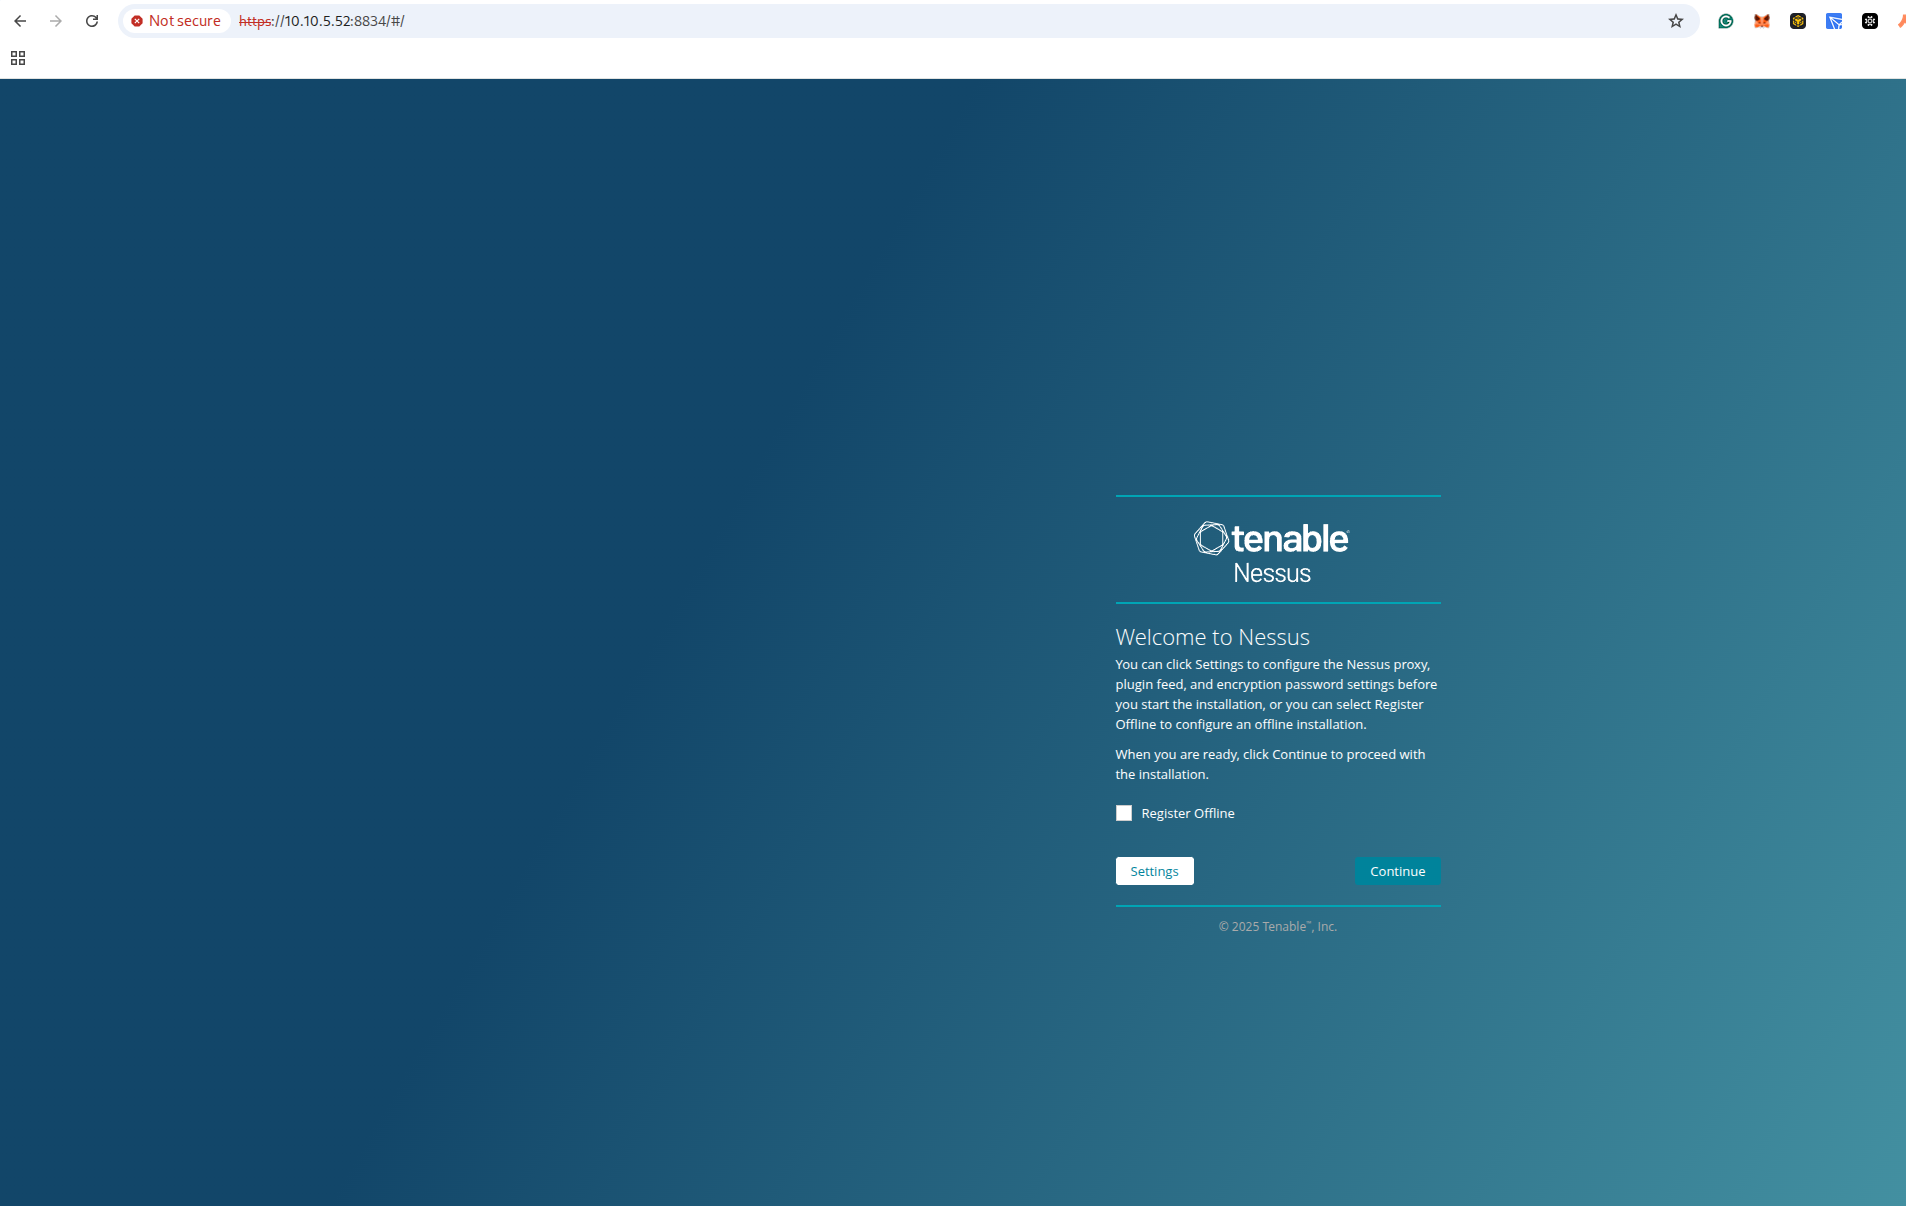 Not secure https://10.10.5.52:8834/#/
tenable
Nessus
Welcome to Nessus
You can click Settings to configure the Nessus proxy,
plugin feed, and encryption password settings before
you start the installation, or you can select Register
Offline to configure an offline installation.
When you are ready, click Continue to proceed with
the installation.
Register Offline
Settings
Continue
© 2025 Tenable™, Inc.